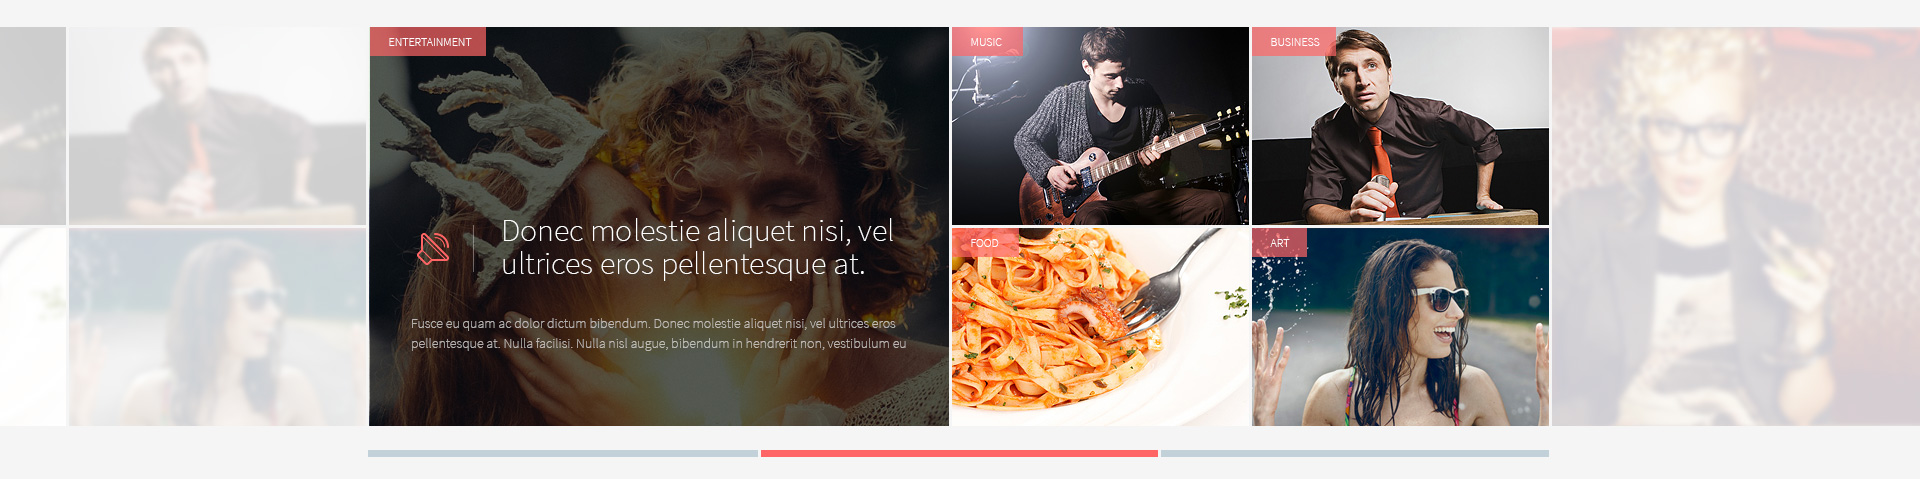 ENTERTAINMENT
Donec molestie aliquet nisi, vel
ultrices eros pellentesque at.
Fusce eu quam ac dolor dictum bibendum. Donec molestie aliquet nisi, vel ultrices eros
pellentesque at. Nulla facilisi. Nulla nisl augue, bibendum in hendrerit non, vestibulum eu
MUSIC
BUSINESS
FOOD
ART